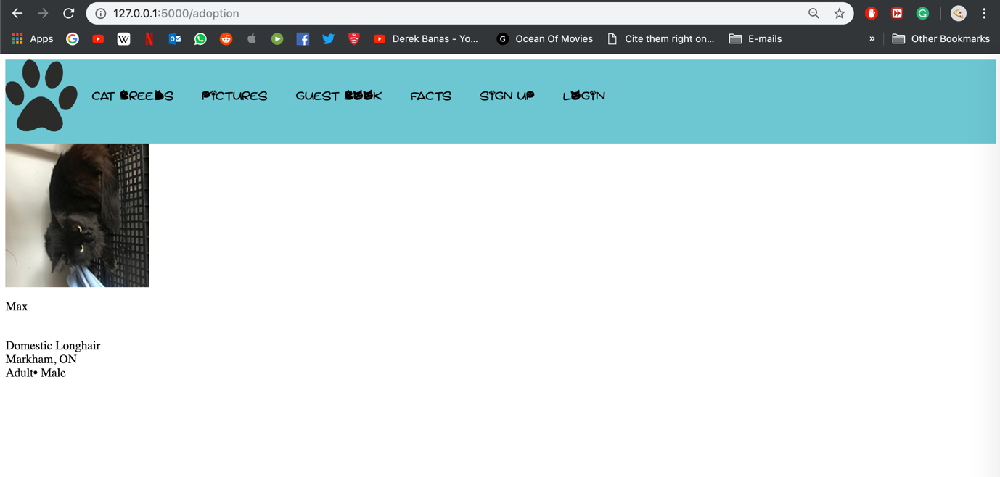 127.0.0.1:5000/adoption
Apps
Derek Banas - Yo...
Ocean Of Movies
Cite them right on...
E-mails
»
Other Bookmarks
CAT BREEDS
PICTURES
GUEST BOOK
FACTS
SIGN UP
LOGIN
Max
Domestic Longhair
Markham, ON
Adult• Male